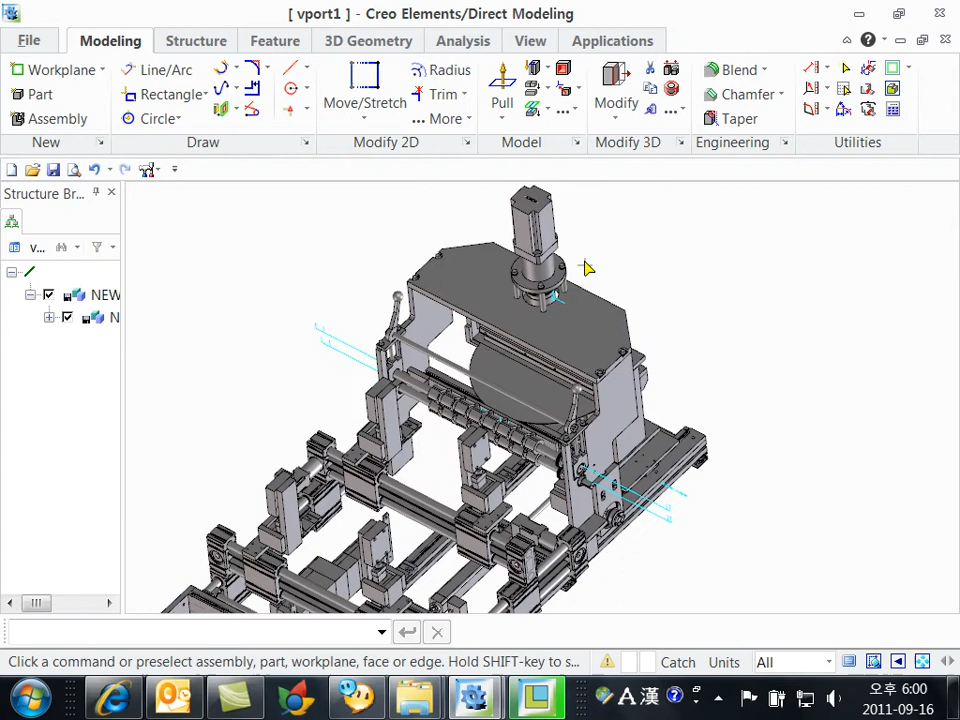 [ vport1 ] - Creo Elements/Direct Modeling
File
Modeling
Structure
Feature
3D Geometry
Analysis
View
Applications
Workplane
Part
Assembly
New
Line/Arc
Rectangle
Circle
Draw
Move/Stretch
Radius
Trim
More
Modify 2D
Pull
Model
Modify
Modify 3D
Blend
Chamfer
Taper
Engineering
Utilities
Structure Br...
v...
NEW
N
Click a command or preselect assembly, part, workplane, face or edge. Hold SHIFT-key to s...
Catch
Units
All
A 漢
오후 6:00
2011-09-16